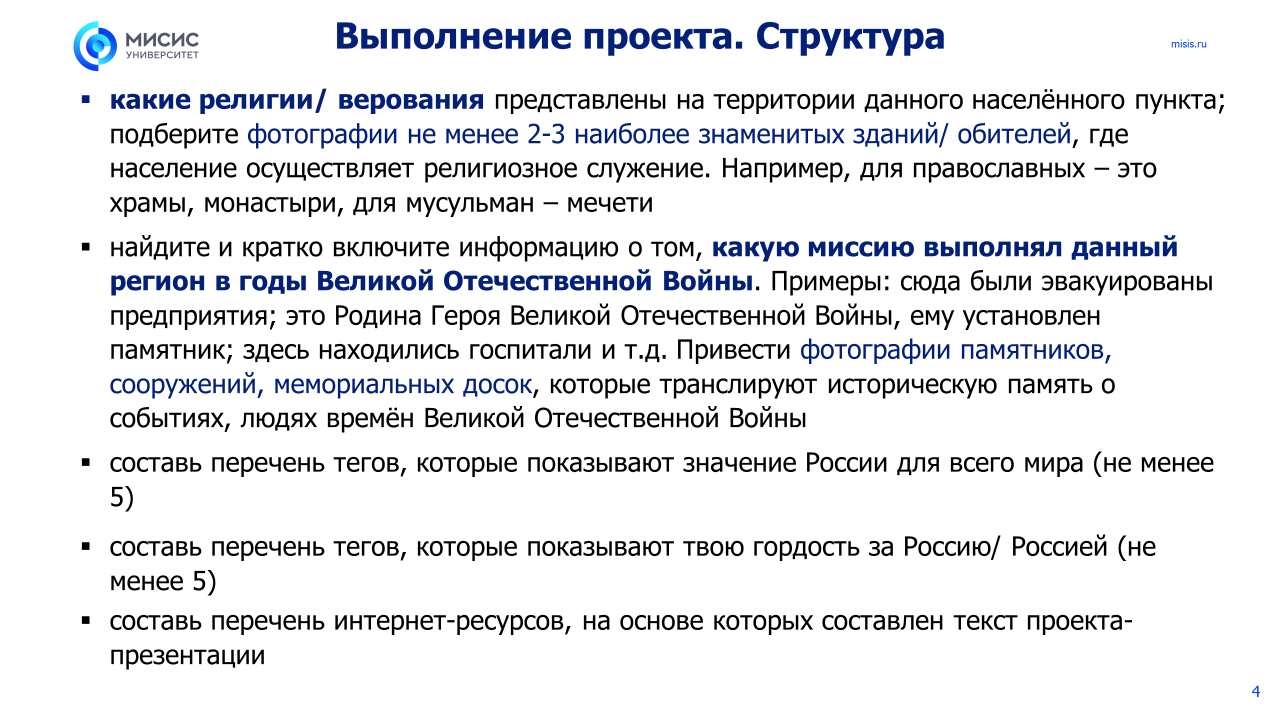 МИСИС
УНИВЕРСИТЕТ
Выполнение проекта. Структура
misis.ru
▪ какие религии/ верования представлены на территории данного населённого пункта;
подберите фотографии не менее 2-3 наиболее знаменитых зданий/ обителей, где
население осуществляет религиозное служение. Например, для православных – это
храмы, монастыри, для мусульман – мечети
▪ найдите и кратко включите информацию о том, какую миссию выполнял данный
регион в годы Великой Отечественной Войны. Примеры: сюда были эвакуированы
предприятия; это Родина Героя Великой Отечественной Войны, ему установлен
памятник; здесь находились госпитали и т.д. Привести фотографии памятников,
сооружений, мемориальных досок, которые транслируют историческую память о
событиях, людях времён Великой Отечественной Войны
▪ составь перечень тегов, которые показывают значение России для всего мира (не менее
5)
▪ составь перечень тегов, которые показывают твою гордость за Россию/ Россией (не
менее 5)
▪ составь перечень интернет-ресурсов, на основе которых составлен текст проекта-
презентации
4